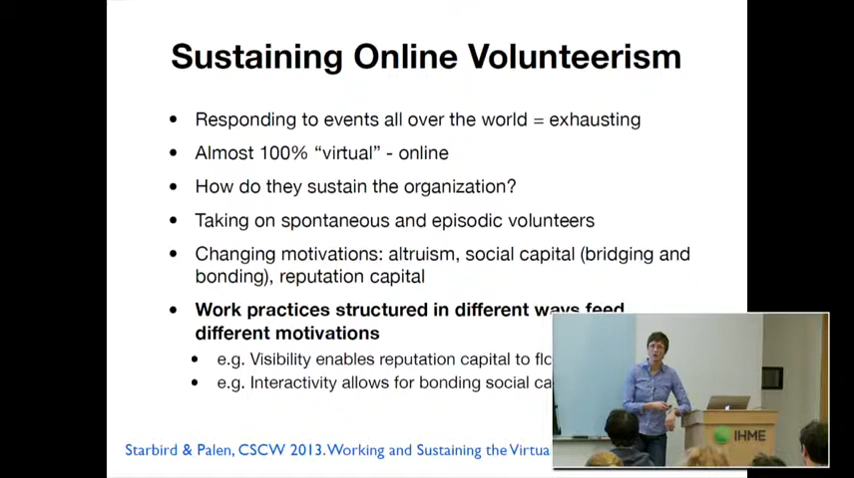 Sustaining Online Volunteerism
• Responding to events all over the world = exhausting
• Almost 100% “virtual” - online
• How do they sustain the organization?
• Taking on spontaneous and episodic volunteers
• Changing motivations: altruism, social capital (bridging and
bonding), reputation capital
• Work practices structured in different ways feed
different motivations
• e.g. Visibility enables reputation capital to
• e.g. Interactivity allows for bonding social
Starbird & Palen, CSCW 2013. Working and Sustaining the
IHME